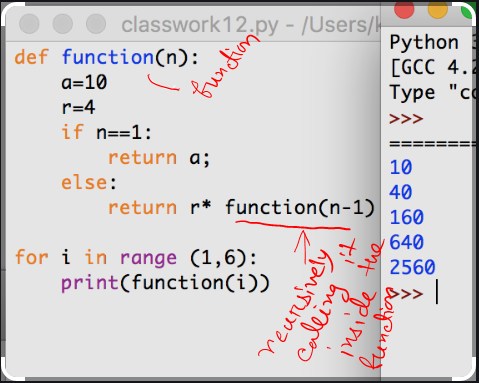 classwork12.py - /Users/k
def function(n):
    a=10
    r=4
    if n==1:
        return a;
    else:
        return r* function(n-1)
for i in range (1,6):
    print(function(i))
function
recursively
calling it
inside the
function
Python 3
[GCC 4.2
Type "co
>>>
=========
10
40
160
640
2560
>>>